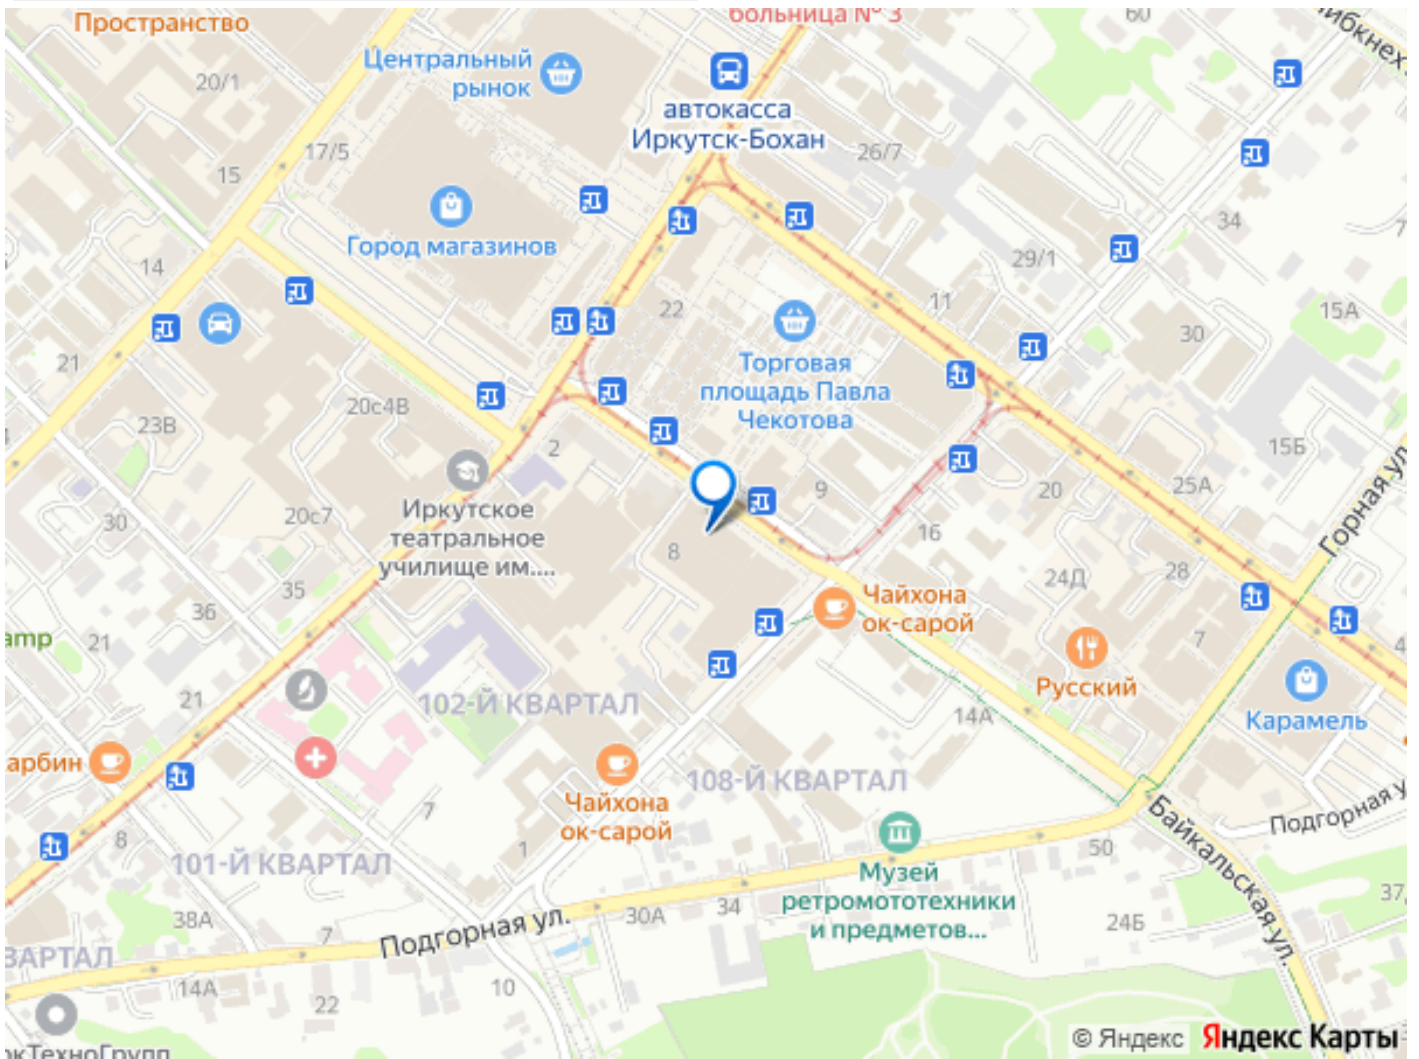 больница № 3
60
Пространство
Центральный
рынок
20/1
автокасса
Иркутск-Бохан
26/7
17/5
15
34
Город магазинов
29/1
14
11
22
15А
30
21
Торговая
площадь Павла
Чекотова
20с4В
23В
2
15Б
9
20
25А
Иркутское
театральное
училище им....
30
20с7
16
Горная ул.
8
24Д
28
35
Чайхона
ок-сарой
36
21
7
Русский
21
102-Й КВАРТАЛ
14А
Карамель
108-Й КВАРТАЛ
Чайхона
ок-сарой
7
Подгорная у
8
1
Байкальская ул.
50
101-Й КВАРТАЛ
Музей
ретромототехники
и предметов...
34
30А
38А
7
Подгорная ул.
24Б
37
14А
22
10
© Яндекс
Яндекс Карты